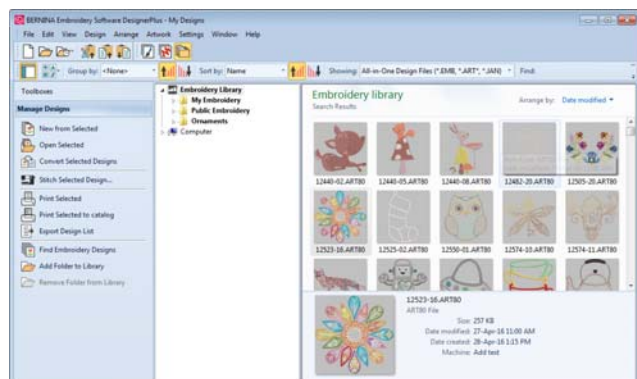 BERNINA Embroidery Software DesignerPlus - My Designs
File Edit View Design Arrange Artwork Settings Window Help
Group by: <None> Sort by: Name Showing: All-in-One Design Files (*.EMB, *.ART*, *.JAN) Find:
Toolboxes
Manage Designs
New from Selected
Open Selected
Convert Selected Designs
Stitch Selected Design...
Print Selected
Print Selected to catalog
Export Design List
Find Embroidery Designs
Add Folder to Library
Remove Folder from Library
Embroidery Library
My Embroidery
Public Embroidery
Ornaments
Computer
Embroidery library
Search Results
Arrange by: Date modified
12440-02.ART80 12440-05.ART80 12440-08.ART80 12482-20.ART80 12505-20.ART80
12523-16.ART80 12525-02.ART80 12550-01.ART80 12574-10.ART80 12574-11.ART80
12523-16.ART80
ART80 File
Size: 257 KB
Date modified: 27-Apr-16 11:00 AM
Date created: 28-Apr-16 1:15 PM
Machine: Add text